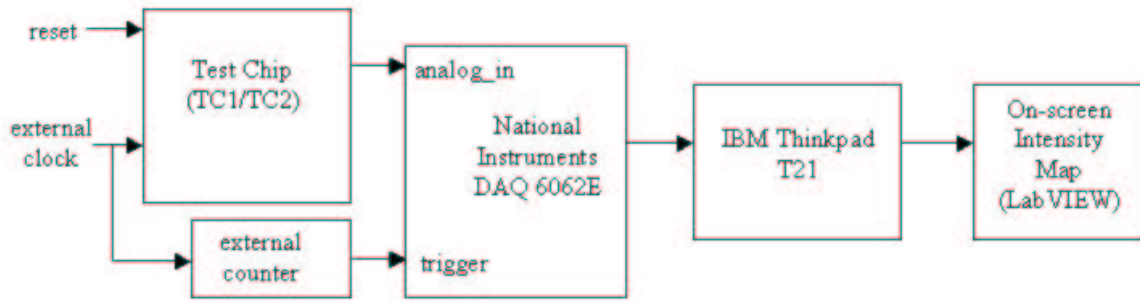 reset
Test Chip
(TC1/TC2)
external
clock
external
counter
analog_in
National
Instruments
DAQ 6062E
trigger
IBM Thinkpad
T21
On-screen
Intensity
Map
(LabVIEW)